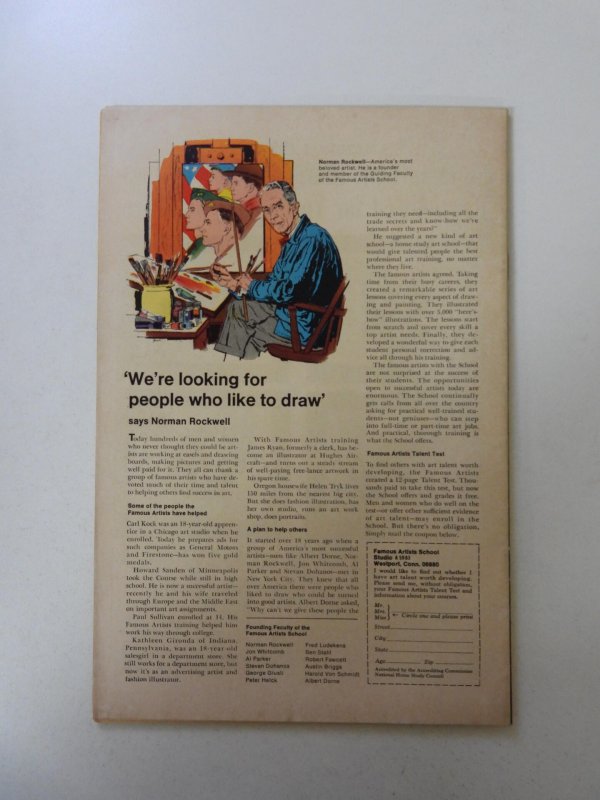 Norman Rockwell—America's most
beloved artist. He is a founder
and member of the Guiding Faculty
of the Famous Artists School.
'We're looking for
people who like to draw'
says Norman Rockwell
Today hundreds of men and women
who never thought they could be art-
ists are working at easels and drawing
boards, making pictures and getting
well paid for it. They all can thank a
group of famous artists who have de-
voted much of their time and talent
to helping others find success in art.
Some of the people the
Famous Artists have helped
Carl Kock was an 18-year-old appren-
tice in a Chicago art studio when he
enrolled. Today he prepares ads for
such companies as General Motors
and Firestone—has won five gold
medals.
Howard Sanden of Minneapolis
took the Course while still in high
school. He is now a successful artist—
recently he and his wife traveled
through Europe and the Middle East
on important art assignments.
Paul Sullivan enrolled at 14. His
Famous Artists training helped him
work his way through college.
Kathleen Gironda of Indiana,
Pennsylvania, was an 18-year-old
salesgirl in a department store. She
still works for a department store, but
now it's as an advertising artist and
fashion illustrator.
With Famous Artists training
James Ryan, formerly a clerk, has be-
come an illustrator at Hughes Air-
craft—and turns out a steady stream
of well-paying free-lance artwork in
his spare time.
Oregon housewife Helen Tryk lives
150 miles from the nearest big city.
But she does fashion illustration, has
her own studio, runs an art work
shop, does portraits.
A plan to help others
It started over 18 years ago when a
group of America's most successful
artists—men like Albert Dorne, Nor-
man Rockwell, Jon Whitcomb, Al
Parker and Stevan Dohanos—met in
New York City. They knew that all
over America there were people who
liked to draw who could be turned
into good artists. Albert Dorne asked,
"Why can't we give these people the
Founding Faculty of the
Famous Artists School
Norman Rockwell
Jon Whitcomb
Al Parker
Stevan Dohanos
George Giusti
Peter Helck
Fred Ludekens
Ben Stahl
Robert Fawcett
Austin Briggs
Harold Von Schmidt
Albert Dorne
training they need—including all the
trade secrets and know-how we've
learned over the years?"
He suggested a new kind of art
school—a home study art school—that
would give talented people the best
professional art training, no matter
where they live.
The famous artists agreed. Taking
time from their busy careers, they
created a remarkable series of art
lessons covering every aspect of draw-
ing and painting. They illustrated
their lessons with over 5,000 "here's-
how" illustrations. The lessons start
from scratch and cover every skill a
top artist needs. Finally, they de-
veloped a wonderful way to give each
student personal correction and ad-
vice all through his training.
The famous artists with the School
are not surprised at the success of
their students. The opportunities
open to successful artists today are
enormous. The School continually
gets calls from all over the country
asking for practical well-trained stu-
dents—not geniuses—who can step
into full-time or part-time art jobs.
And practical, thorough training is
what the School offers.
Famous Artists Talent Test
To find others with art talent worth
developing, the Famous Artists
created a 12-page Talent Test. Thou-
sands paid to take this test, but now
the School offers and grades it free.
Men and women who do well on the
test—or offer other sufficient evidence
of art talent—may enroll in the
School. But there's no obligation.
Simply read the coupon below.
Famous Artists School
Studio
Westport, Conn. 06880
I would like to find out whether I
have art talent worth developing.
Please send me, without obligation,
your Famous Artists Talent Test and
information about your courses.
Mr.
Mrs.
Miss
Circle one and please print
Street
City
State
Age Zip
Accredited by the Accrediting Commission
National Home Study Council